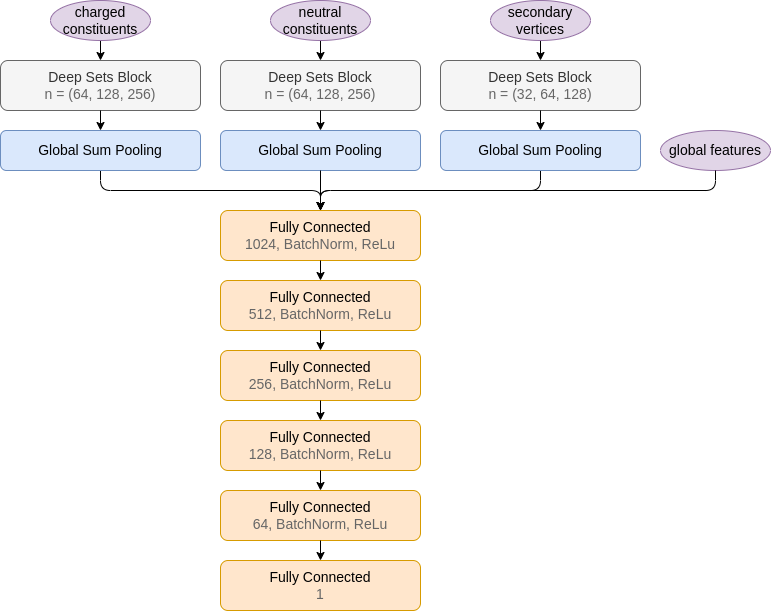 charged
constituents
neutral
constituents
secondary
vertices
Deep Sets Block
n = (64, 128, 256)
Deep Sets Block
n = (64, 128, 256)
Deep Sets Block
n = (32, 64, 128)
Global Sum Pooling
Global Sum Pooling
Global Sum Pooling
global features
Fully Connected
1024, BatchNorm, ReLu
Fully Connected
512, BatchNorm, ReLu
Fully Connected
256, BatchNorm, ReLu
Fully Connected
128, BatchNorm, ReLu
Fully Connected
64, BatchNorm, ReLu
Fully Connected
1